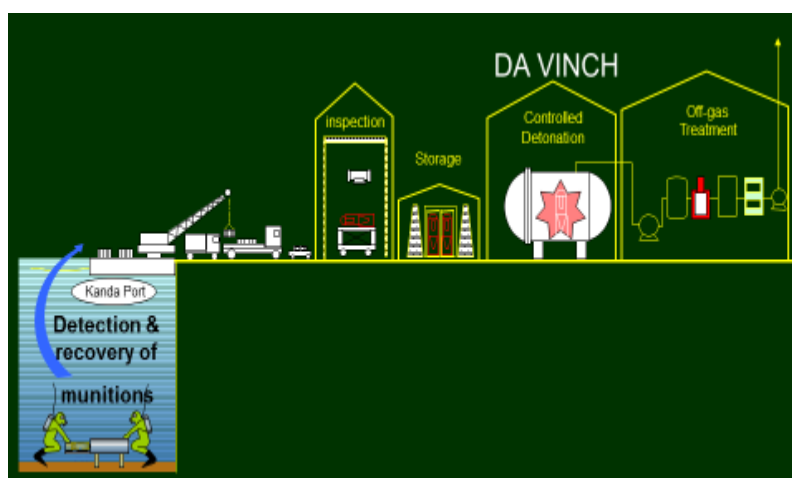 DA VINCH
inspection
Storage
Controlled
Detonation
Off-gas
Treatment
Kanda Port
Detection &
recovery of
munitions